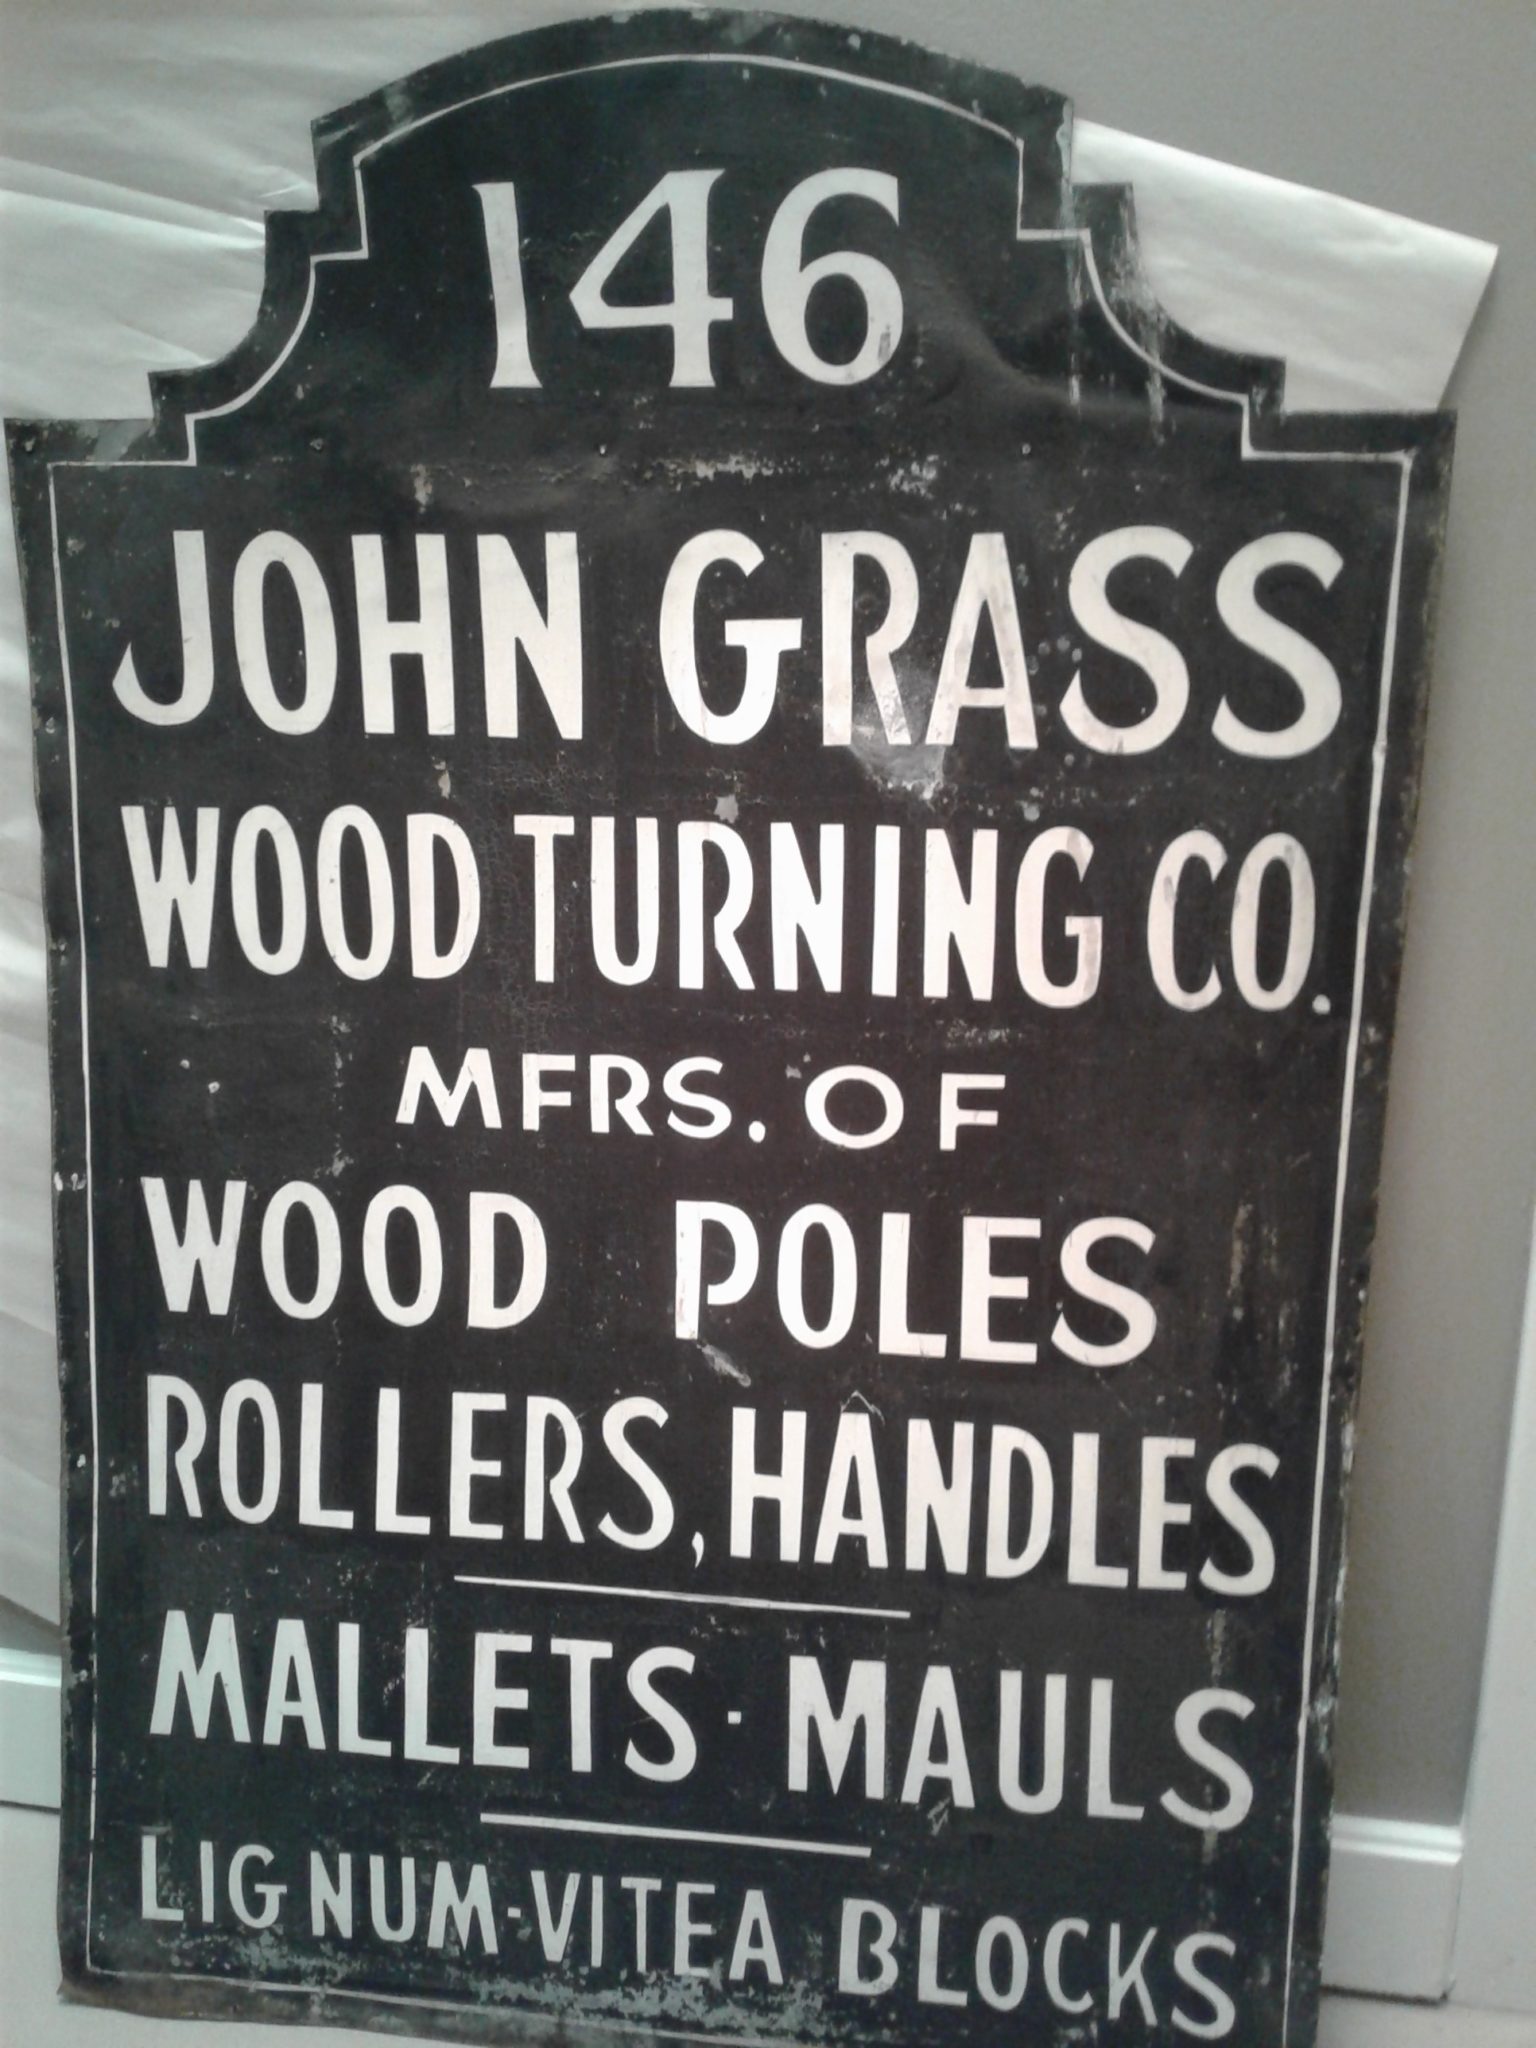 146
JOHN GRASS
WOOD TURNING CO.
MFRS. OF
WOOD POLES
ROLLERS, HANDLES
MALLETS · MAULS
LIGNUM-VITEA BLOCKS